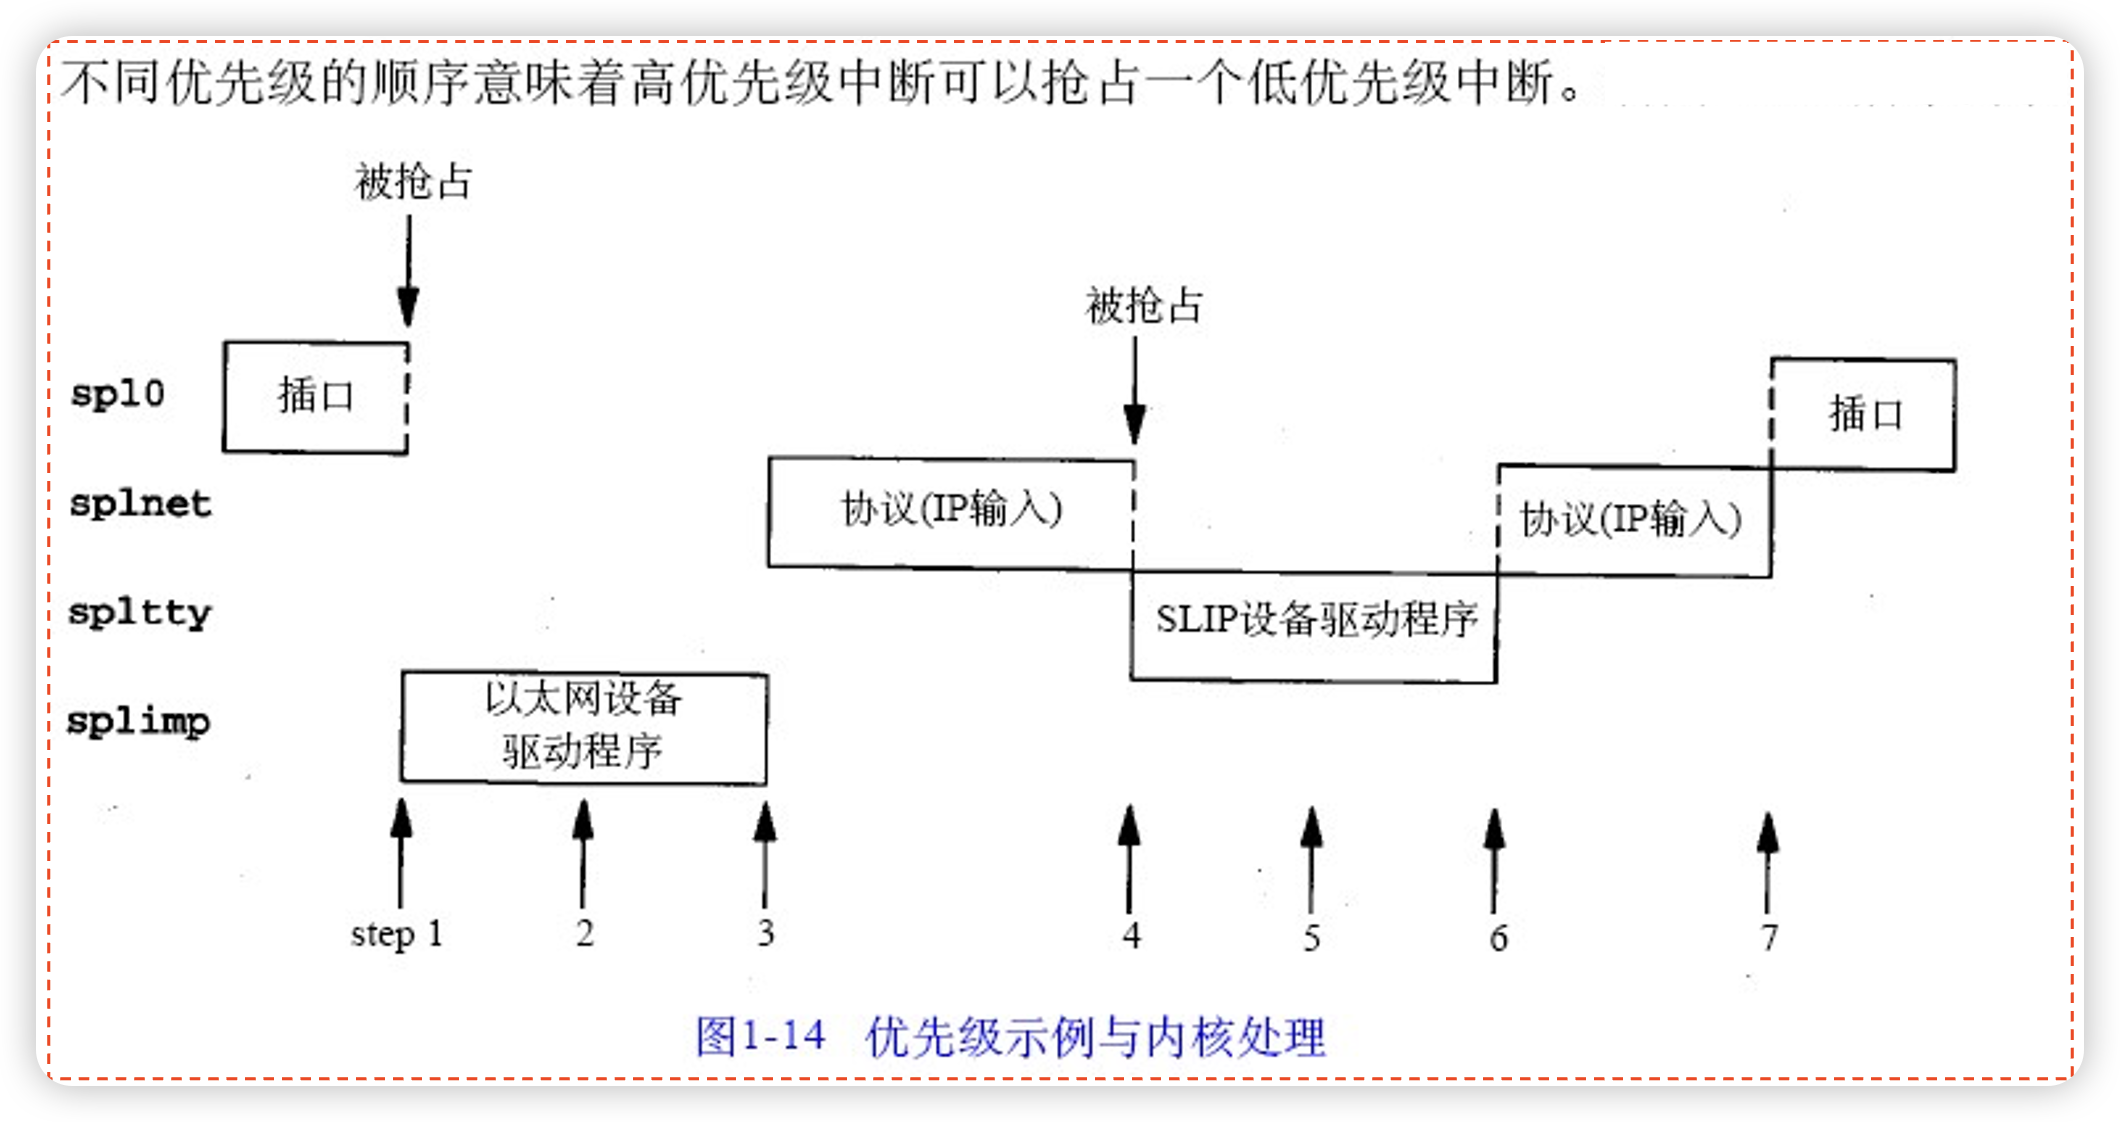 不同优先级的顺序意味着高优先级中断可以抢占一个低优先级中断。
被抢占
被抢占
spl0
插口
插口
splnet
协议(IP输入)
协议(IP输入)
spltty
SLIP设备驱动程序
splimp
以太网设备
驱动程序
step 1
2
3
4
5
6
7
图1-14 优先级示例与内核处理